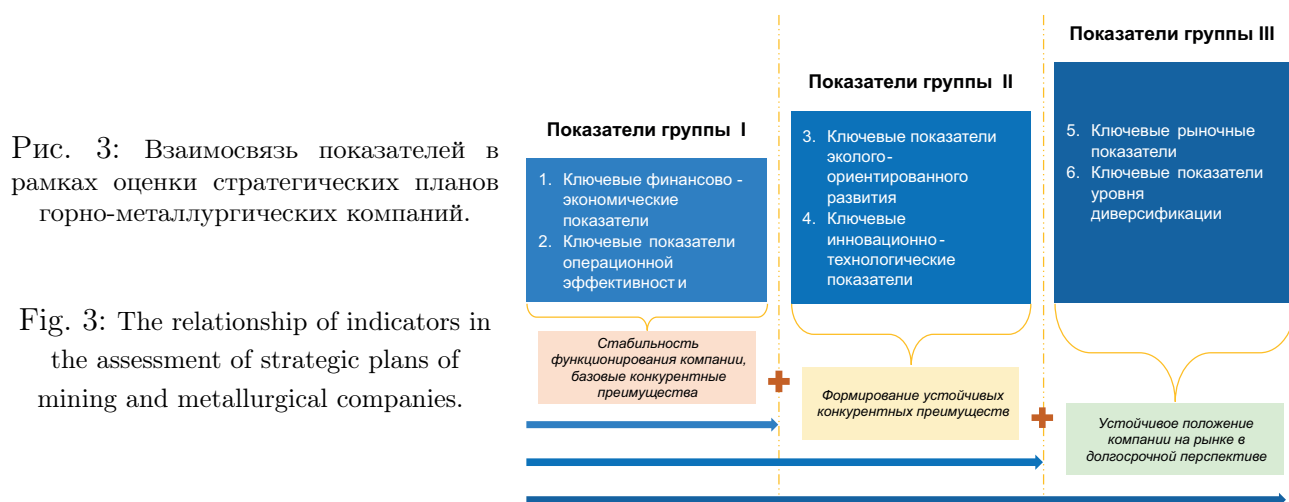 Рис. 3: Взаимосвязь показателей в
рамках оценки стратегических планов
горно-металлургических компаний.
Fig. 3: The relationship of indicators in
the assessment of strategic plans of
mining and metallurgical companies.
Показатели группы I
1. Ключевые финансово -
экономические
показатели
2. Ключевые показатели
операционной
эффективност и
Стабильность
функционирования компании,
базовые конкурентные
преимущества
Показатели группы II
3. Ключевые показатели
эколого-
ориентированного
развития
4. Ключевые
инновационно-
технологические
показатели
Формирование устойчивых
конкурентных преимуществ
Показатели группы III
5. Ключевые рыночные
показатели
6. Ключевые показатели
уровня
диверсификации
Устойчивое положение
компании на рынке в
долгосрочной перспективе